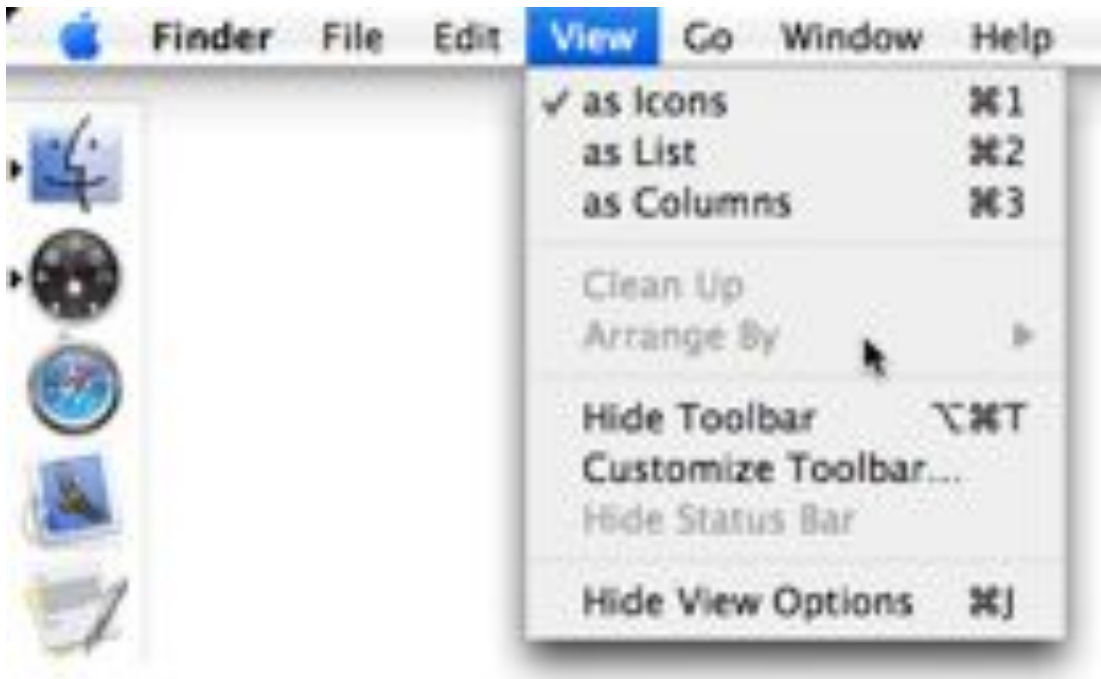 Finder File Edit View Go Window Help
✓ as Icons ⌘1
as List ⌘2
as Columns ⌘3
Clean Up
Arrange By ▶
Hide Toolbar ⌥⌘T
Customize Toolbar...
Hide Status Bar
Hide View Options ⌘J